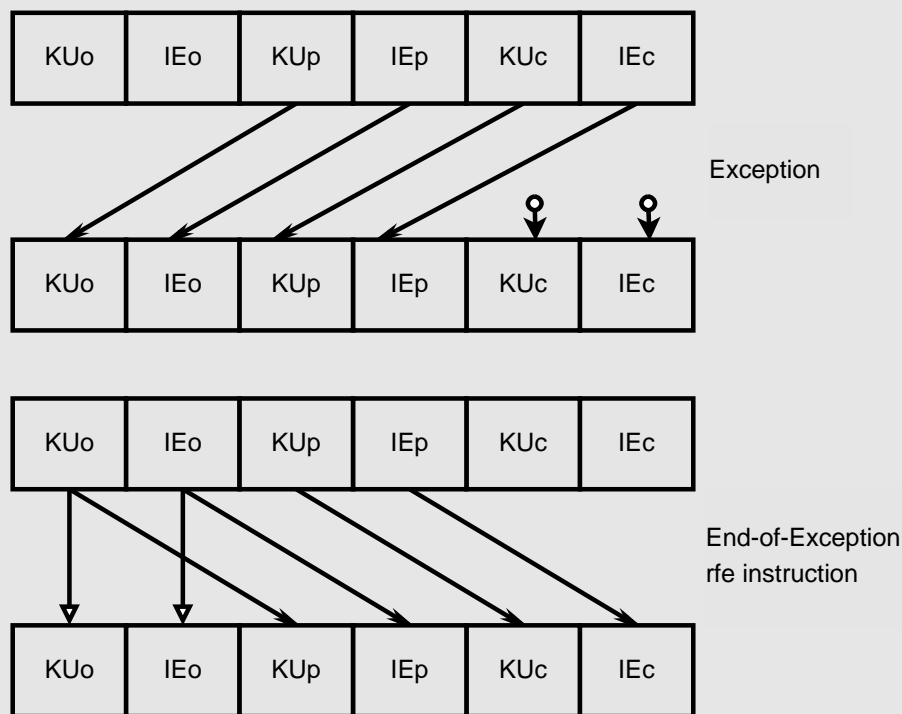 KUo IEo KUp IEp KUc IEc
Exception
KUo IEo KUp IEp KUc IEc
KUo IEo KUp IEp KUc IEc
End-of-Exception
rfe instruction
KUo IEo KUp IEp KUc IEc